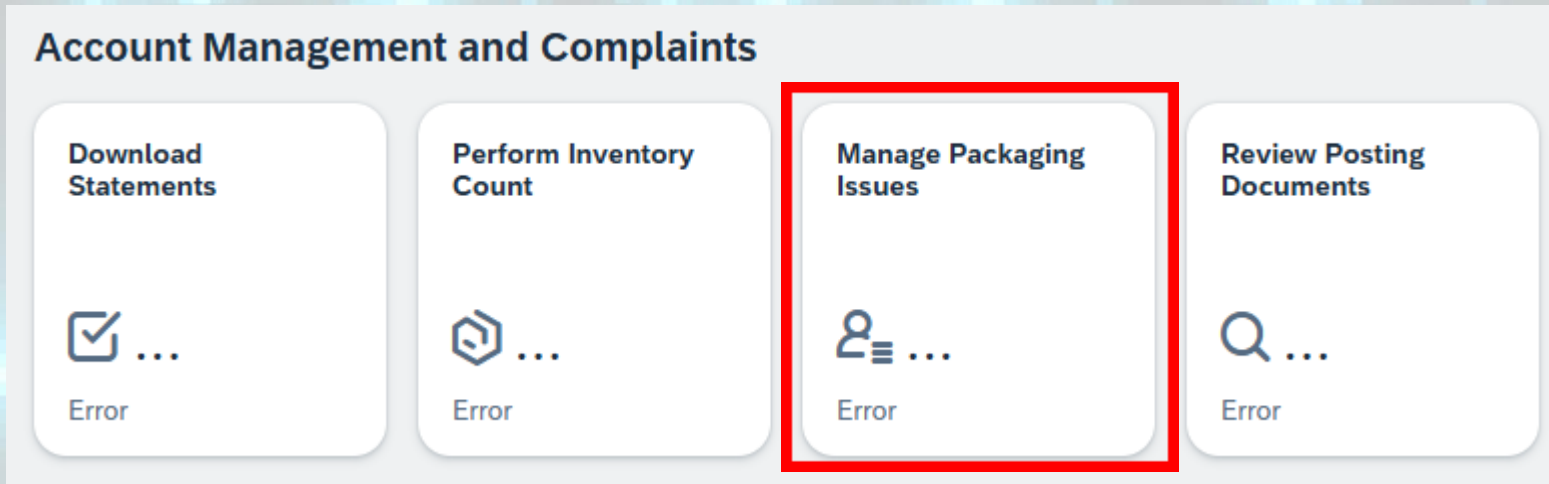 Account Management and Complaints
Download
Statements
...
Error
Perform Inventory
Count
...
Error
Manage Packaging
Issues
...
Error
Review Posting
Documents
...
Error